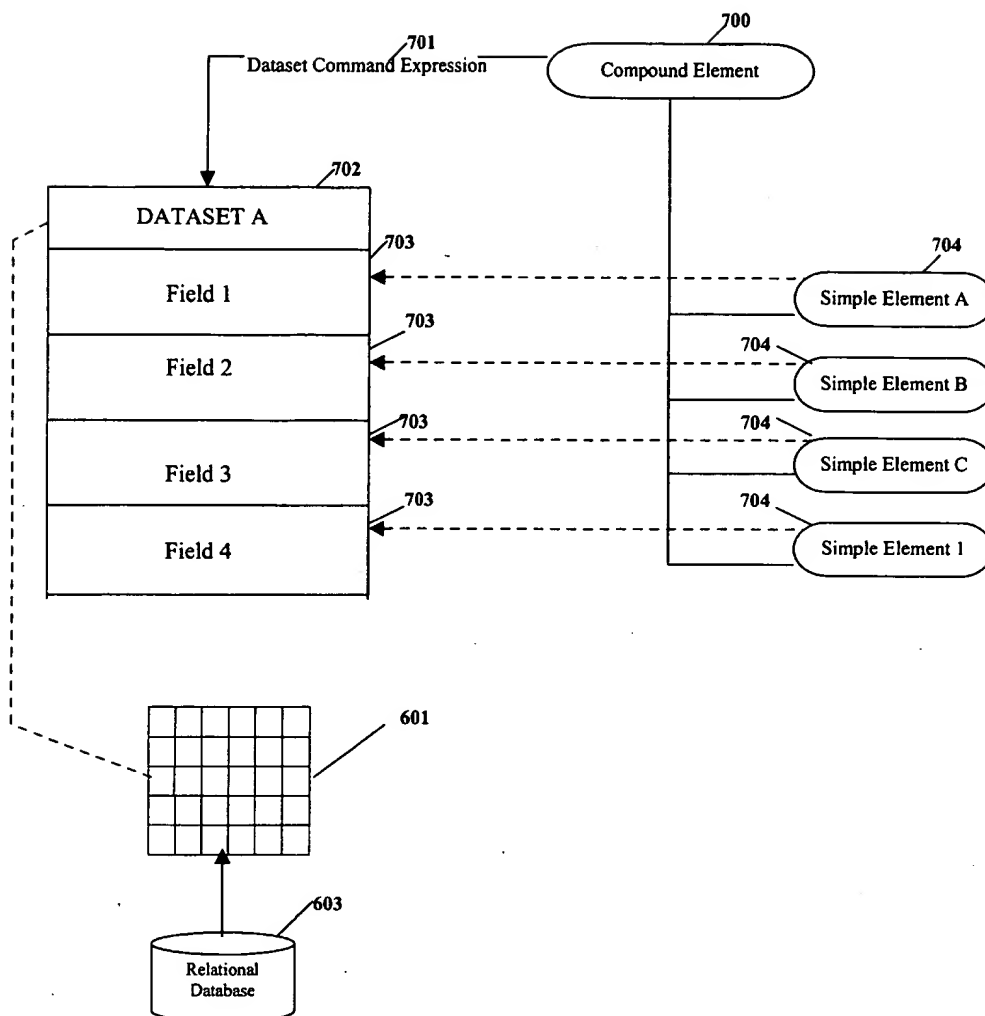 700
701
Dataset Command Expression
Compound Element
702
DATASET A
703
704
Field 1
Simple Element A
703
704
Field 2
Simple Element B
703
704
Field 3
Simple Element C
703
704
Field 4
Simple Element 1
601
603
Relational
Database